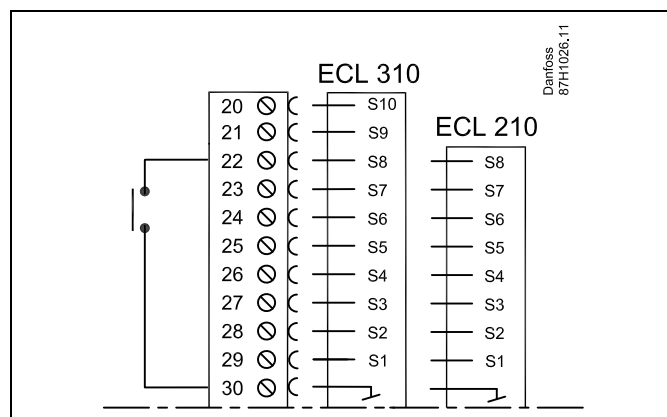 Danfoss
87H1026.11
ECL 310
ECL 210
20 S10
21 S9
22 S8 S8
23 S7 S7
24 S6 S6
25 S5 S5
26 S4 S4
27 S3 S3
28 S2 S2
29 S1 S1
30